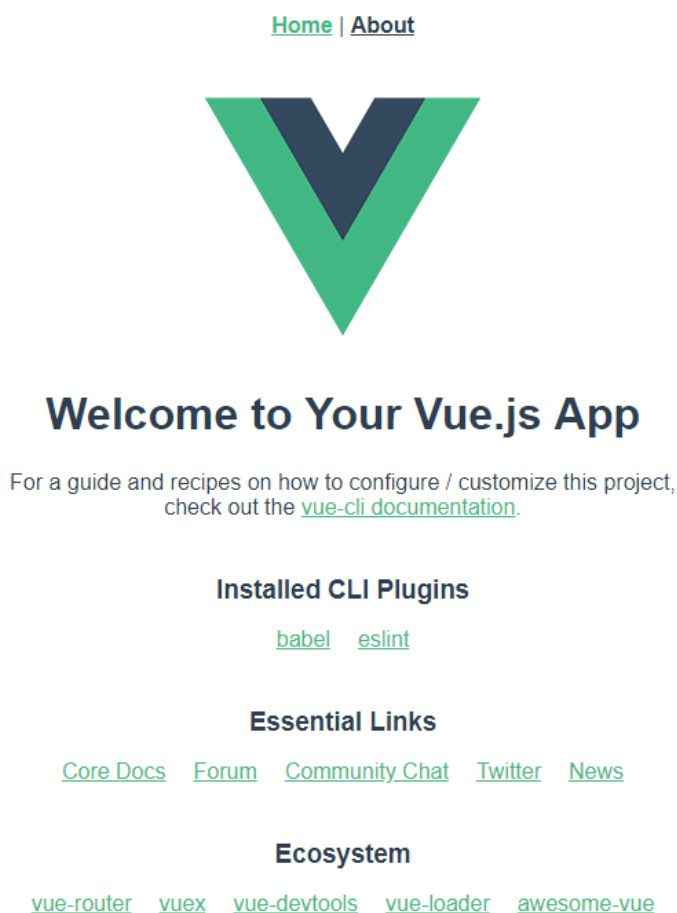 Home | About
Welcome to Your Vue.js App
For a guide and recipes on how to configure / customize this project,
check out the vue-cli documentation.
Installed CLI Plugins
babel eslint
Essential Links
Core Docs Forum Community Chat Twitter News
Ecosystem
vue-router vuex vue-devtools vue-loader awesome-vue